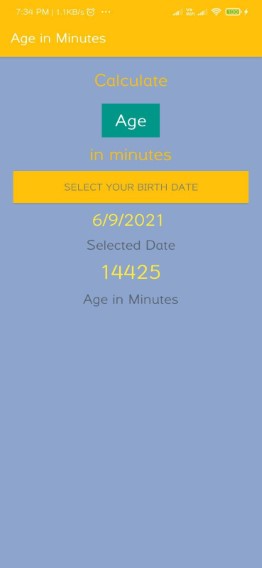 7:34 PM | 1.1KB/s
Age in Minutes
Calculate
Age
in minutes
SELECT YOUR BIRTH DATE
6/9/2021
Selected Date
14425
Age in Minutes